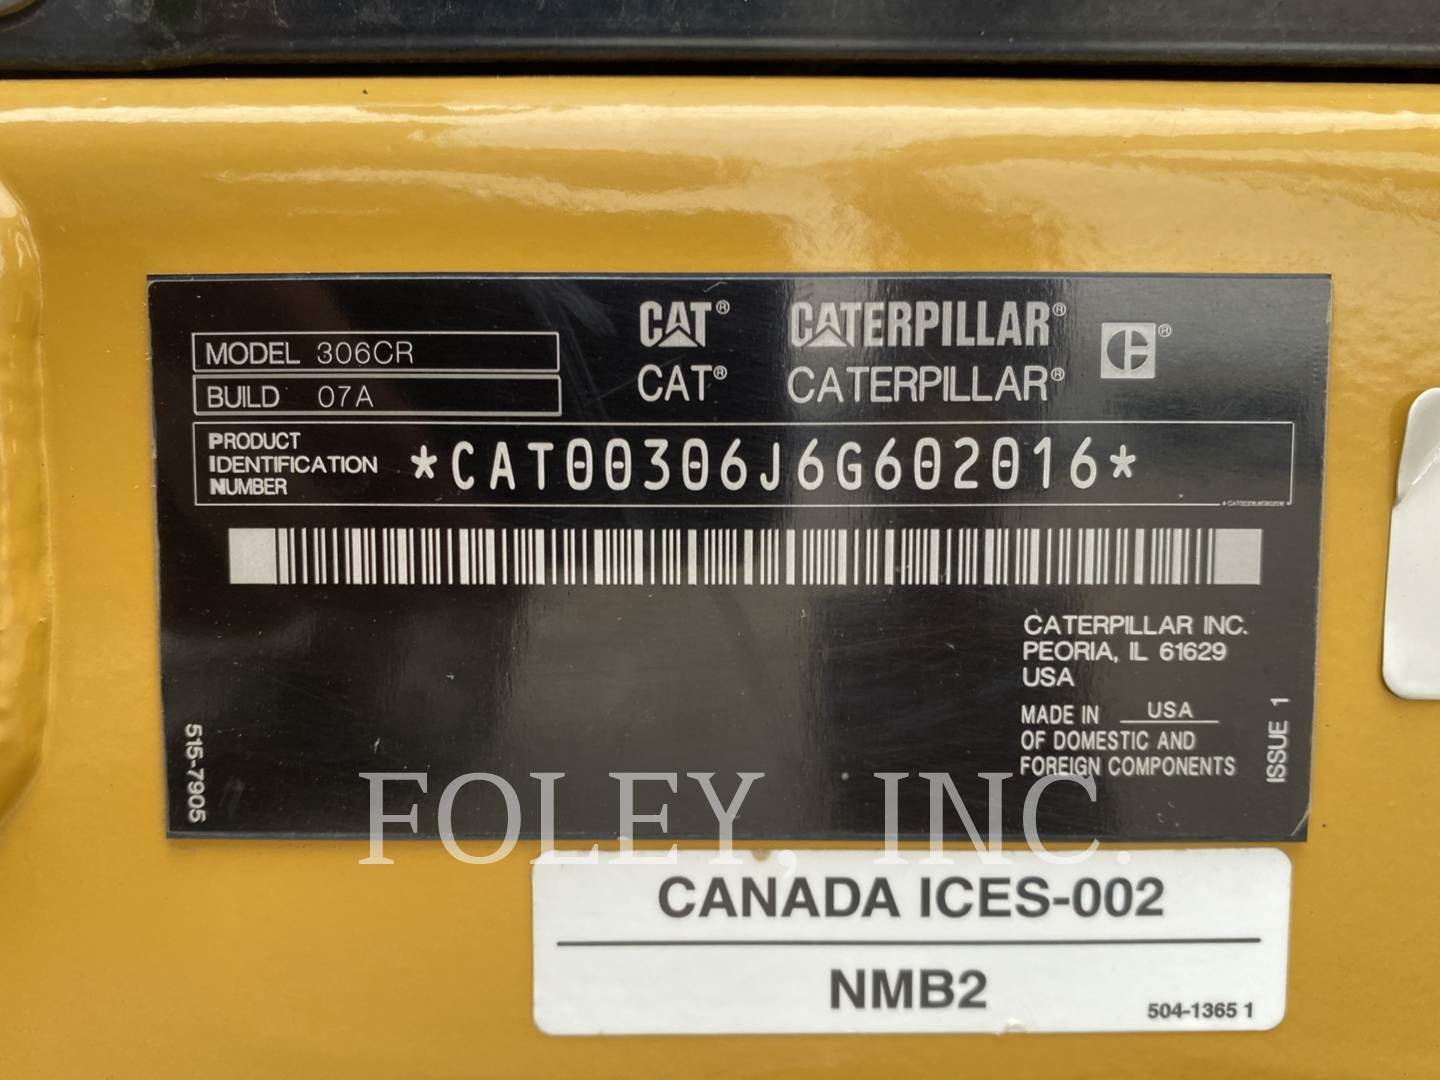 CAT® CATERPILLAR® C®
CAT® CATERPILLAR®
MODEL 306CR
BUILD 07A
PRODUCT
IDENTIFICATION
NUMBER
*CAT00306J6G602016*
CATERPILLAR INC.
PEORIA, IL 61629
USA
MADE IN USA
OF DOMESTIC AND
FOREIGN COMPONENTS
ISSUE 1
515-7905
FOLEY, INC.
CANADA ICES-002
NMB2
504-1365 1